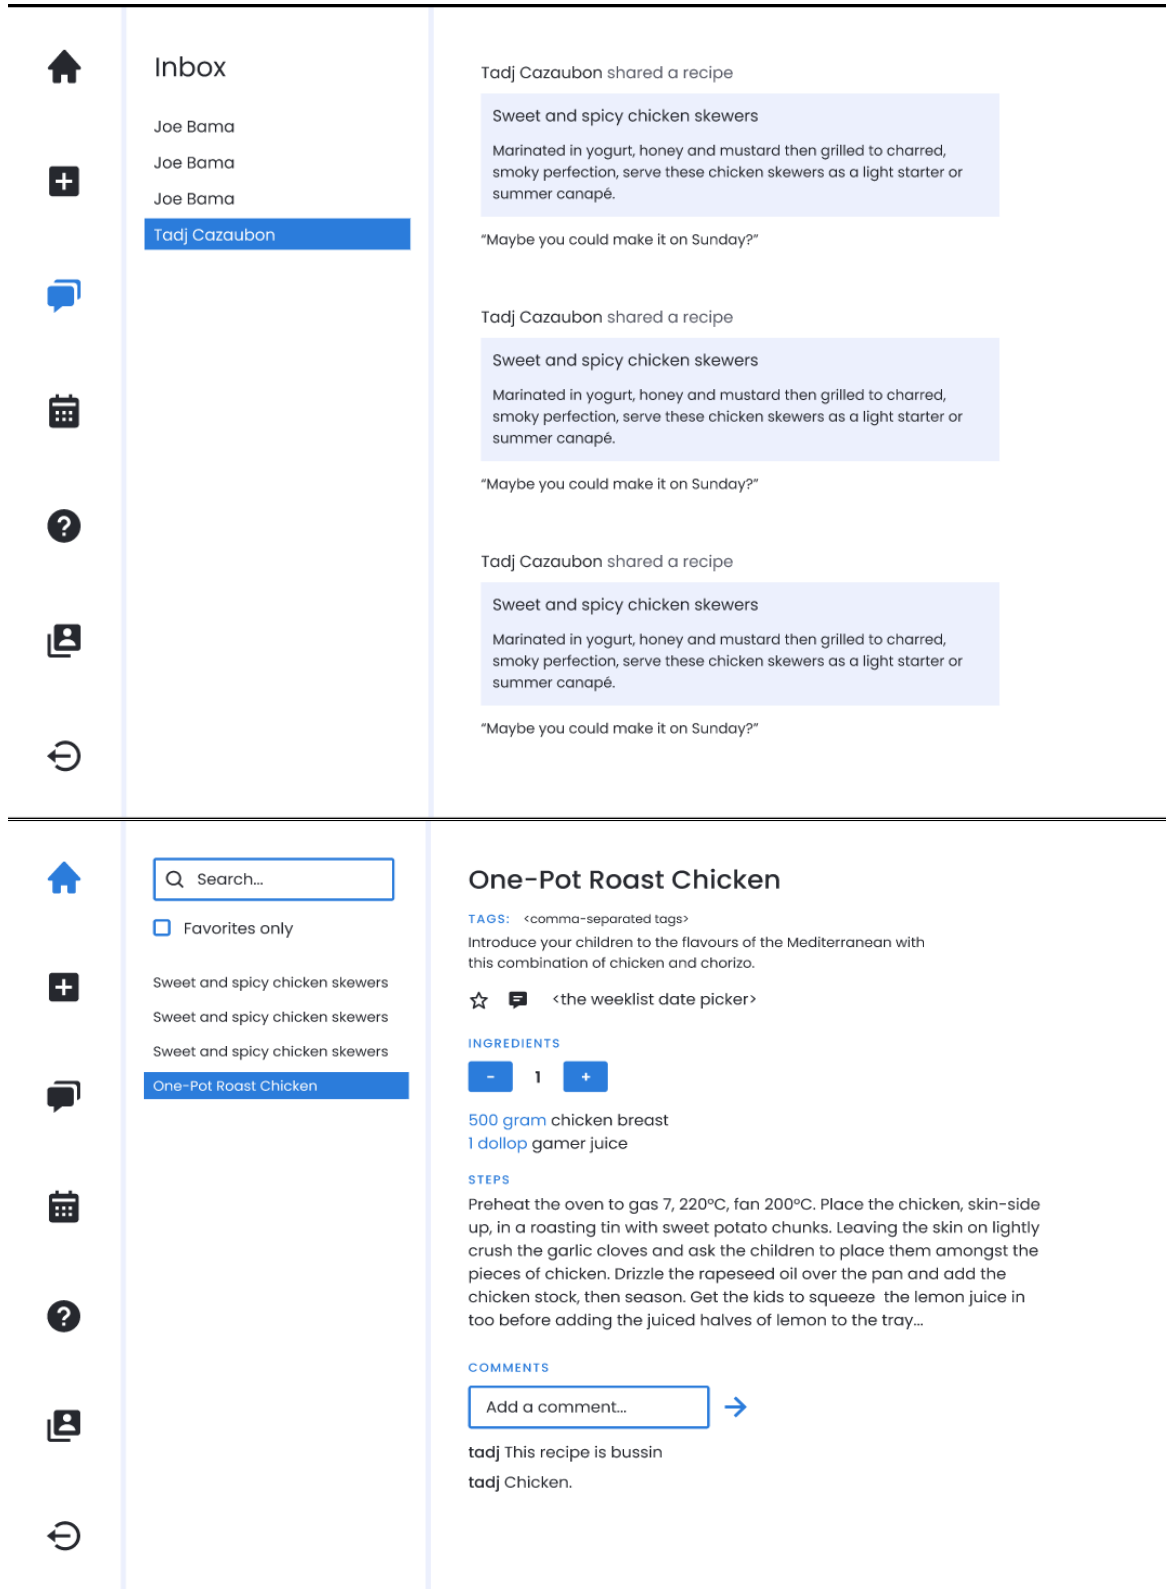 Inbox
Joe Bama
Joe Bama
Joe Bama
Tadj Cazaubon
Tadj Cazaubon shared a recipe
Sweet and spicy chicken skewers
Marinated in yogurt, honey and mustard then grilled to charred,
smoky perfection, serve these chicken skewers as a light starter or
summer canapé.
“Maybe you could make it on Sunday?”
Tadj Cazaubon shared a recipe
Sweet and spicy chicken skewers
Marinated in yogurt, honey and mustard then grilled to charred,
smoky perfection, serve these chicken skewers as a light starter or
summer canapé.
“Maybe you could make it on Sunday?”
Tadj Cazaubon shared a recipe
Sweet and spicy chicken skewers
Marinated in yogurt, honey and mustard then grilled to charred,
smoky perfection, serve these chicken skewers as a light starter or
summer canapé.
“Maybe you could make it on Sunday?”
Search...
Favorites only
Sweet and spicy chicken skewers
Sweet and spicy chicken skewers
Sweet and spicy chicken skewers
One-Pot Roast Chicken
One-Pot Roast Chicken
TAGS: <comma-separated tags>
Introduce your children to the flavours of the Mediterranean with
this combination of chicken and chorizo.
<the weeklist date picker>
INGREDIENTS
- 1 +
500 gram chicken breast
1 dollop gamer juice
STEPS
Preheat the oven to gas 7, 220ºC, fan 200ºC. Place the chicken, skin-side
up, in a roasting tin with sweet potato chunks. Leaving the skin on lightly
crush the garlic cloves and ask the children to place them amongst the
pieces of chicken. Drizzle the rapeseed oil over the pan and add the
chicken stock, then season. Get the kids to squeeze  the lemon juice in
too before adding the juiced halves of lemon to the tray...
COMMENTS
Add a comment...
tadj This recipe is bussin
tadj Chicken.